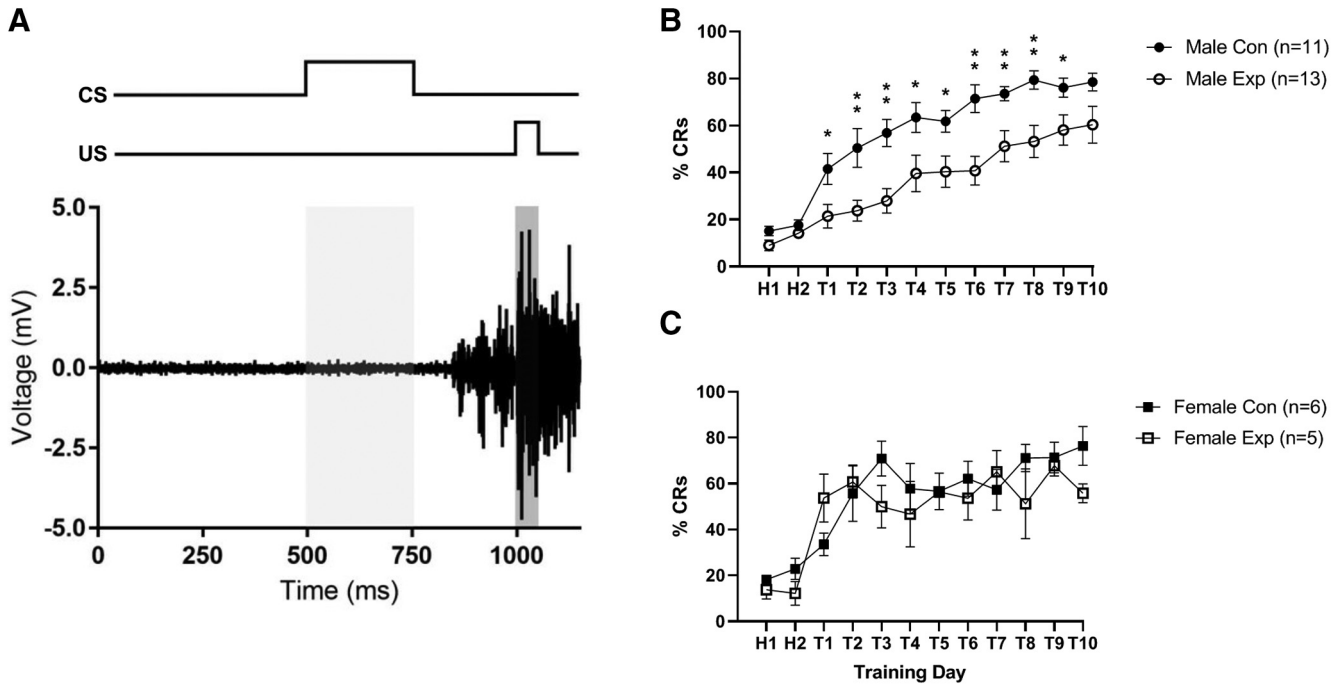 A
CS
US
5.0
2.5
0.0
-2.5
-5.0
Voltage (mV)
0 250 500 750 1000
Time (ms)
B
100
80
60
40
20
0
% CRs
* ** ** * * ** ** ** *
H1 H2 T1 T2 T3 T4 T5 T6 T7 T8 T9 T10
Male Con (n=11)
Male Exp (n=13)
C
100
80
60
40
20
0
% CRs
H1 H2 T1 T2 T3 T4 T5 T6 T7 T8 T9 T10
Training Day
Female Con (n=6)
Female Exp (n=5)